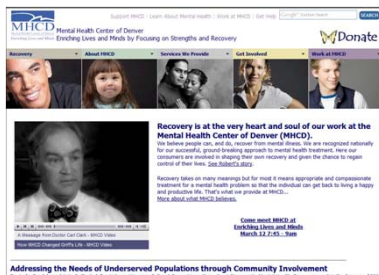 Support MHCD | Learn About Mental Health | Work at MHCD | Get Help
SEARCH
MHCD
Mental Health Center of Denver
Enriching Lives and Minds by Focusing on Strengths and Recovery
Donate
Recovery
About MHCD
Services We Provide
Get Involved
Work at MHCD
Recovery is at the very heart and soul of our work at the
Mental Health Center of Denver (MHCD).
We believe people can, and do, recover from mental illness. We are recognized nationally
for our successful, ground-breaking approach to mental health treatment. Here our
consumers are involved in shaping their own recovery and given the chance to regain
control of their lives. See Robert's story.
Recovery takes on many meanings but for most it means appropriate and compassionate
treatment for a mental health problem so that the individual can get back to living a happy
and productive life. That's what we provide at MHCD...
More about what MHCD believes.
A Message from Doctor Carl Clark - MHCD Video
How MHCD Changed Griff's Life - MHCD Video
Come meet MHCD at
Enriching Lives and Minds
March 12 7:45 - 9am
Addressing the Needs of Underserved Populations through Community Involvement